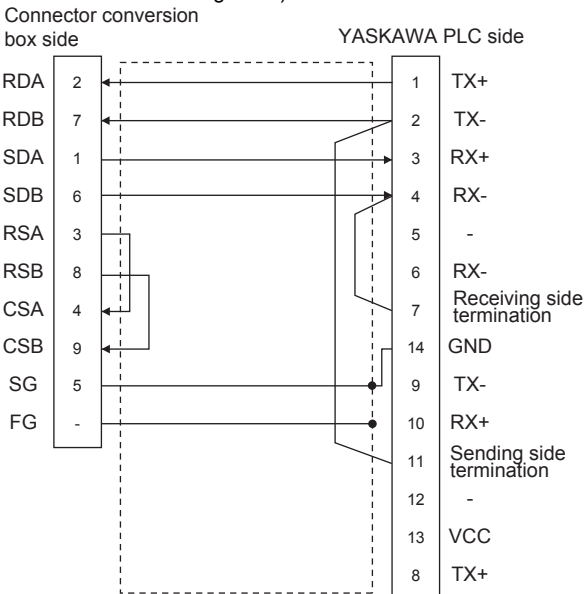 Connector conversion
box side
YASKAWA PLC side
RDA 2 1 TX+
RDB 7 2 TX-
SDA 1 3 RX+
SDB 6 4 RX-
RSA 3 5 -
RSB 8 6 RX-
CSA 4 7 Receiving side
termination
CSB 9 14 GND
SG 5 9 TX-
FG - 10 RX+
11 Sending side
termination
12 -
13 VCC
8 TX+